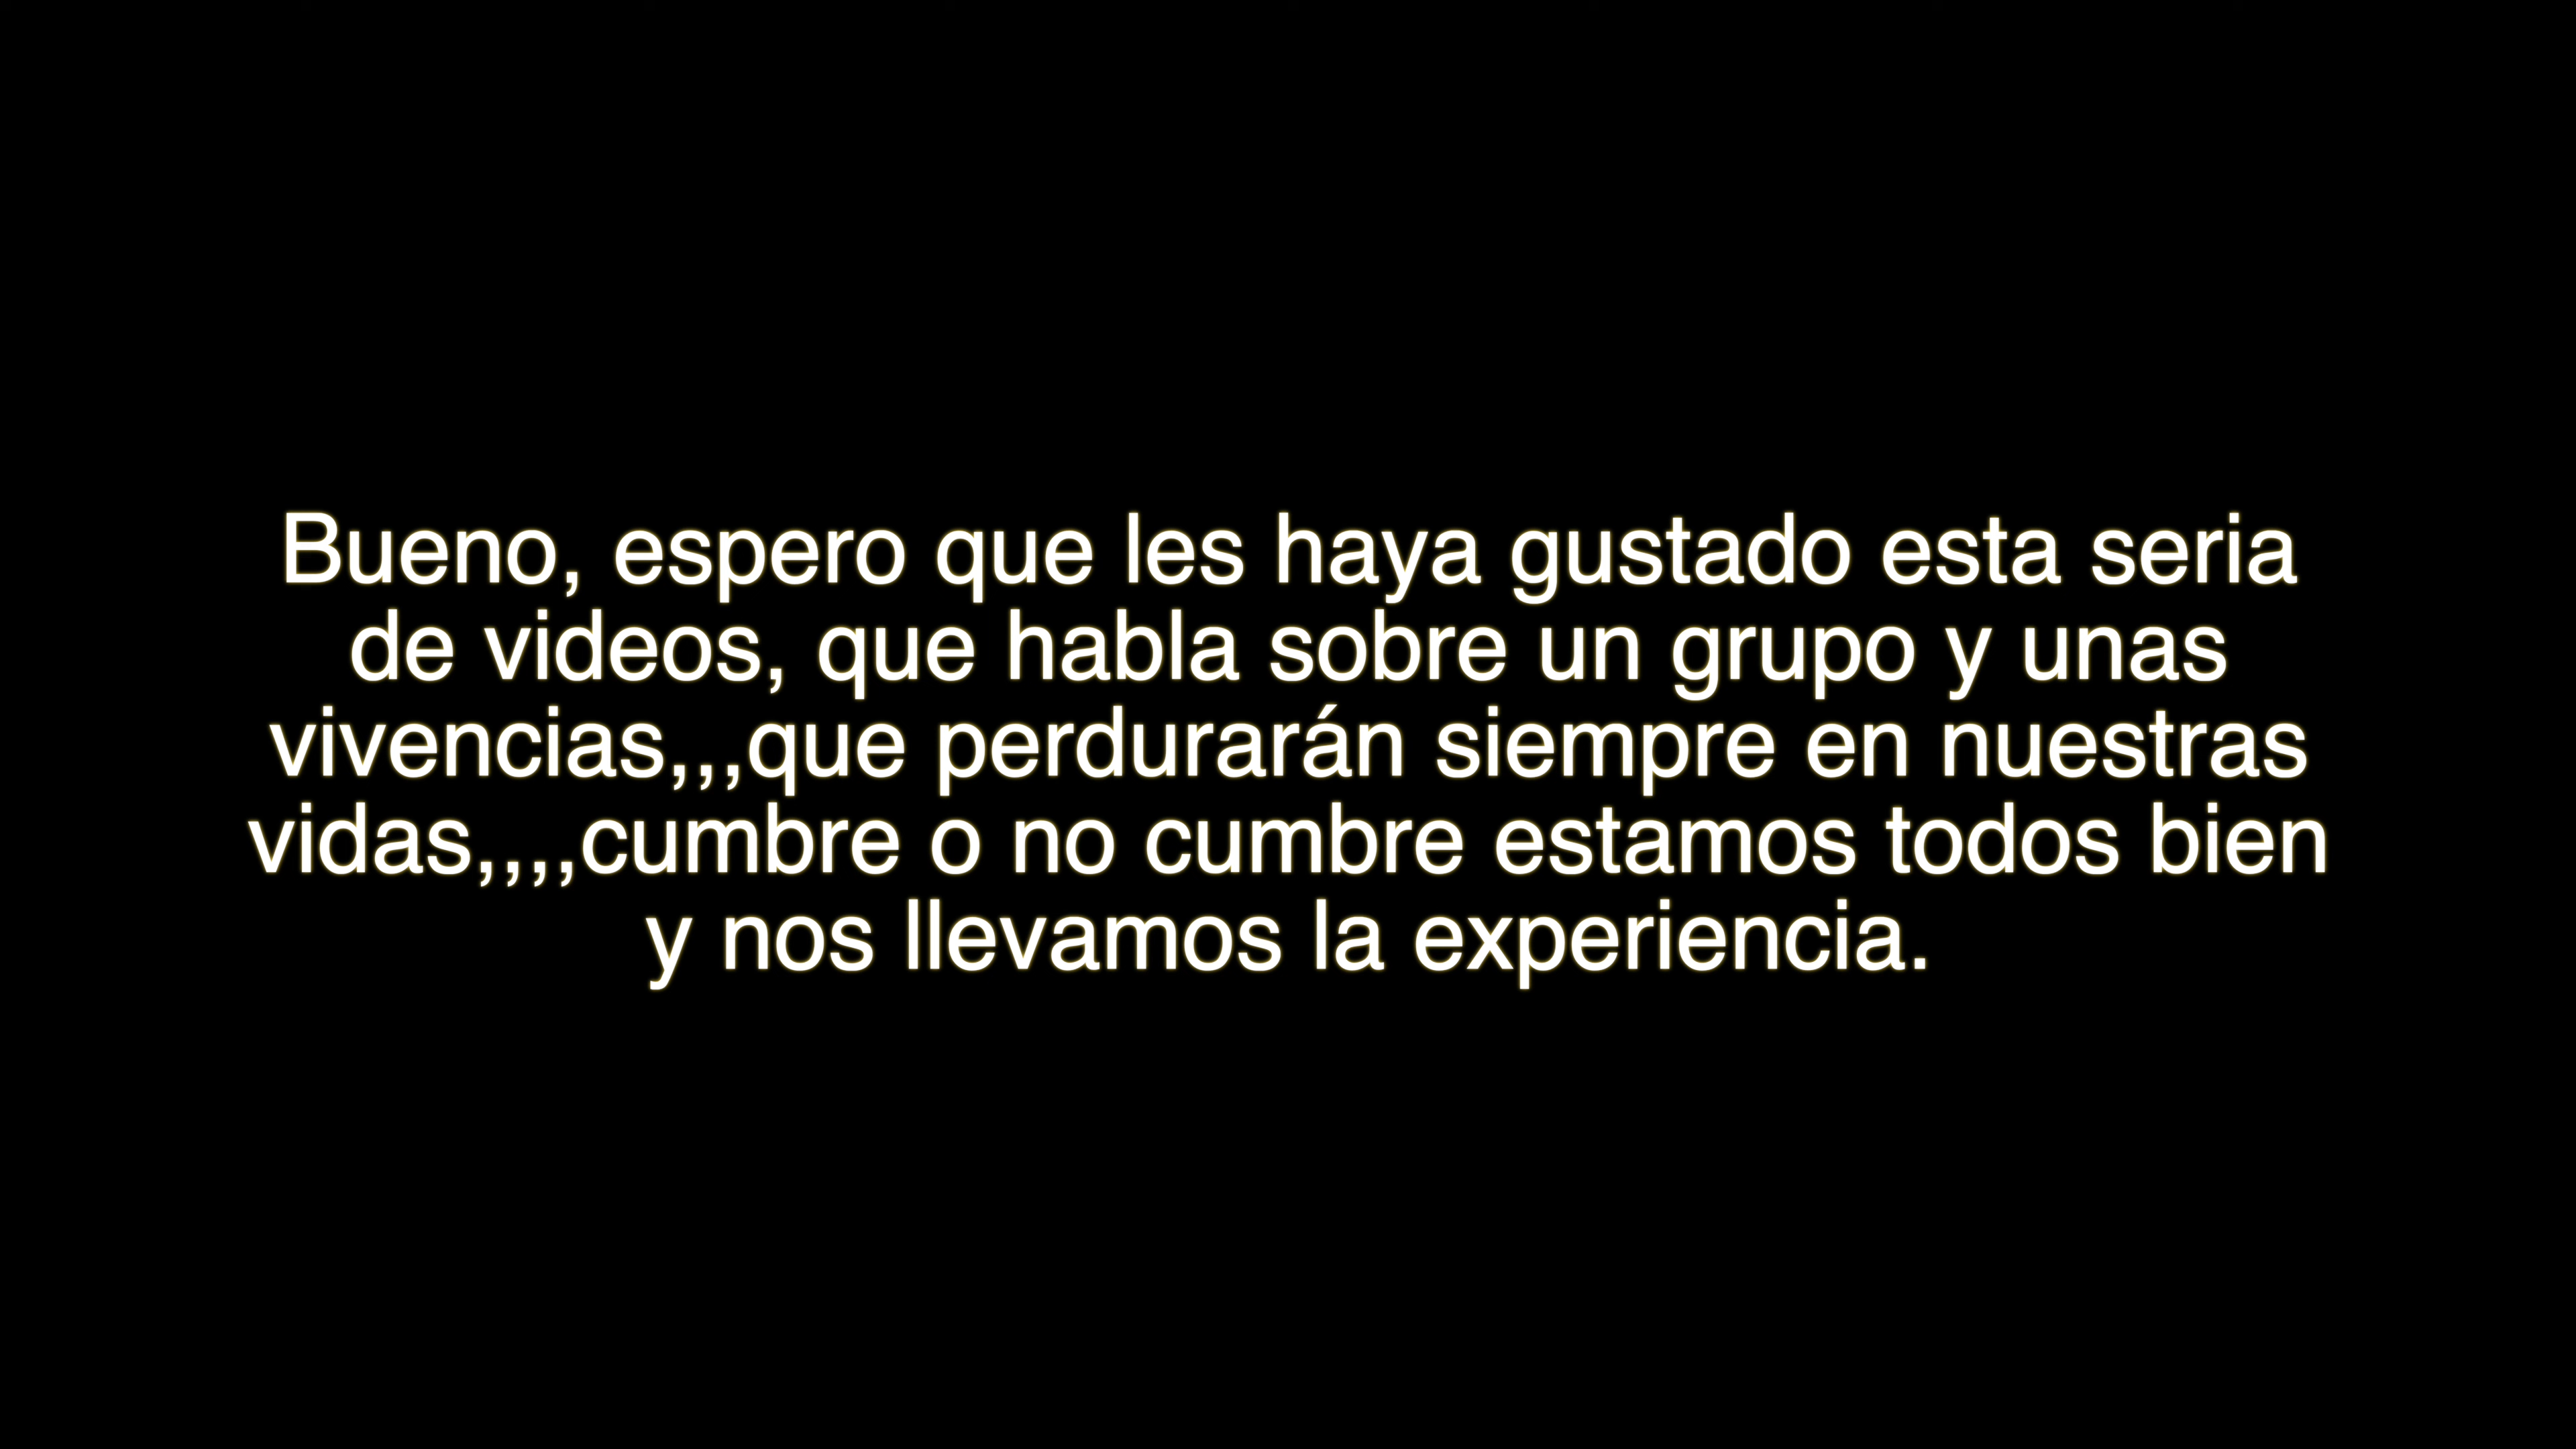 Bueno, espero que les haya gustado esta seria
de videos, que habla sobre un grupo y unas
vivencias,,,que perdurarán siempre en nuestras
vidas,,,,cumbre o no cumbre estamos todos bien
y nos llevamos la experiencia.